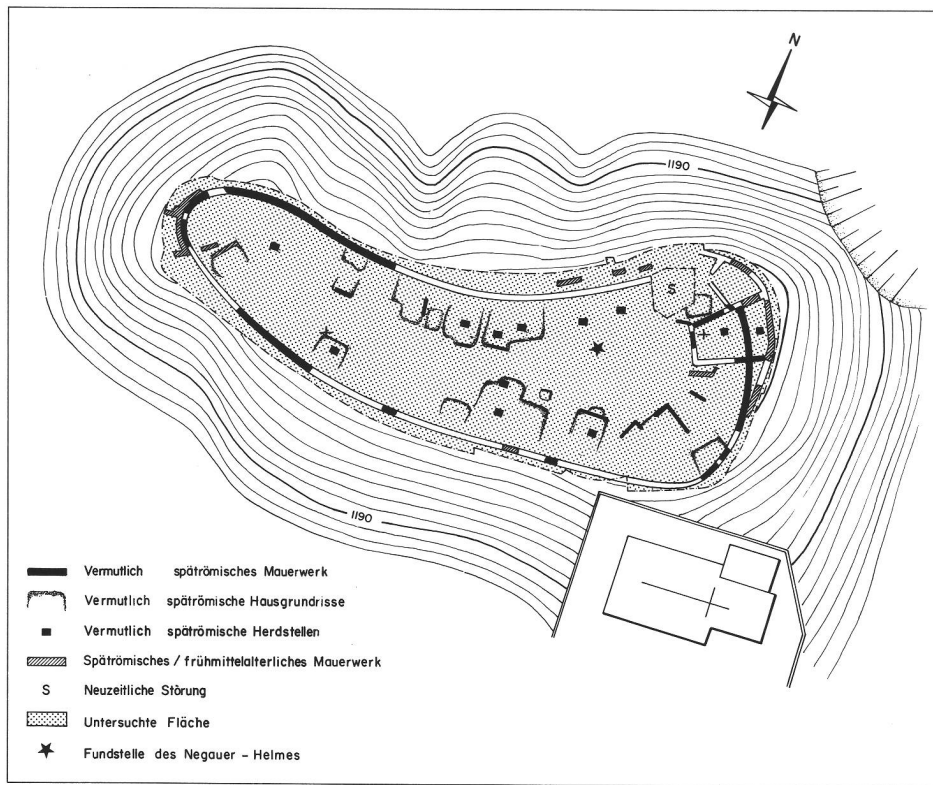 N
1190
S
1190
Vermutlich spätrömisches Mauerwerk
Vermutlich spätrömische Hausgrundrisse
Vermutlich spätrömische Herdstellen
Spätrömisches / frühmittelalterliches Mauerwerk
S Neuzeitliche Störung
Untersuchte Fläche
Fundstelle des Negauer - Helmes